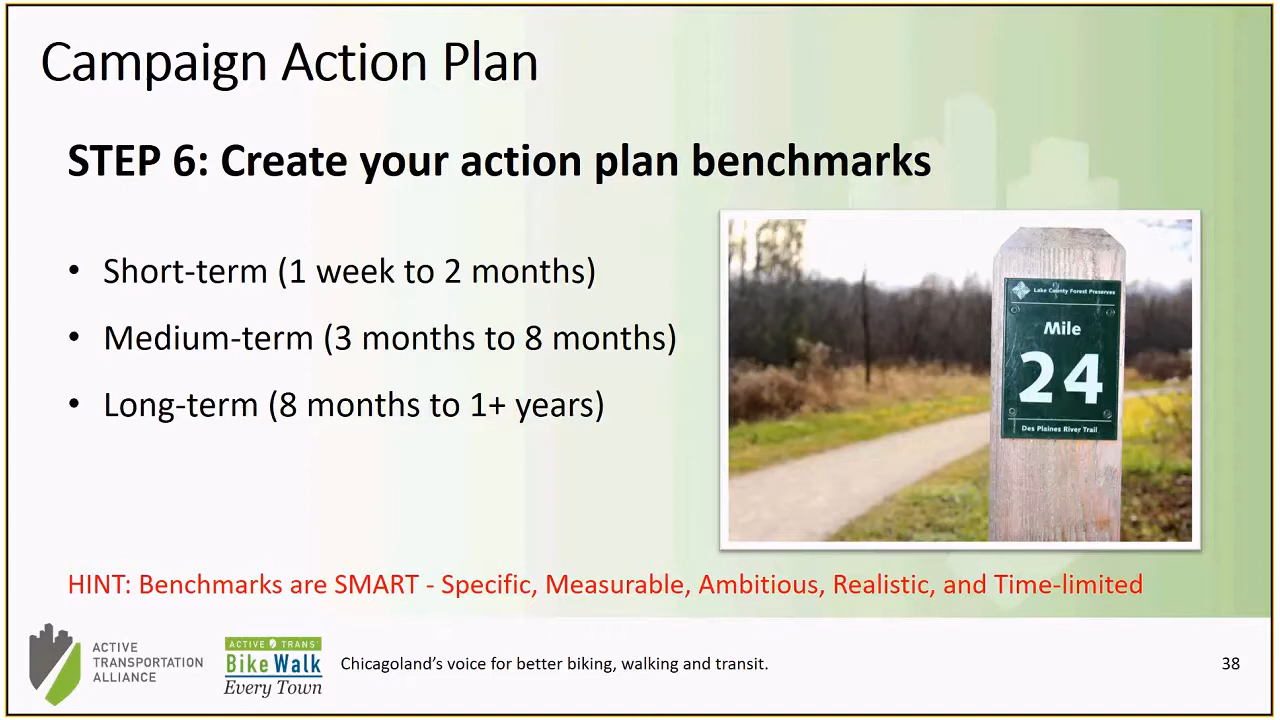 Campaign Action Plan
STEP 6: Create your action plan benchmarks
• Short-term (1 week to 2 months)
• Medium-term (3 months to 8 months)
• Long-term (8 months to 1+ years)
Lake County Forest Preserves
Mile
24
Des Plaines River Trail
HINT: Benchmarks are SMART - Specific, Measurable, Ambitious, Realistic, and Time-limited
ACTIVE
TRANSPORTATION
ALLIANCE
ACTIVE TRANS'
Bike Walk
Every Town
Chicagoland’s voice for better biking, walking and transit.
38